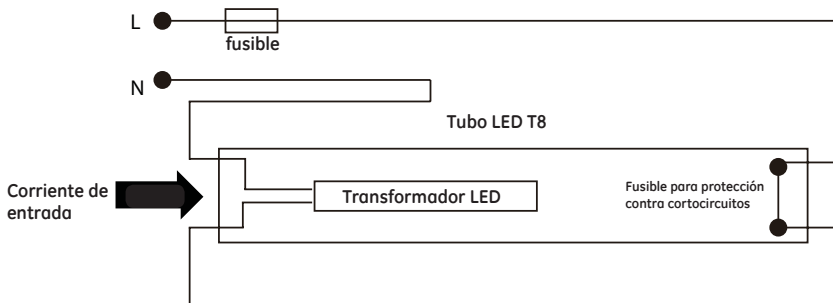 L
fusible
N
Tubo LED T8
Corriente de
entrada
Transformador LED
Fusible para protección
contra cortocircuitos